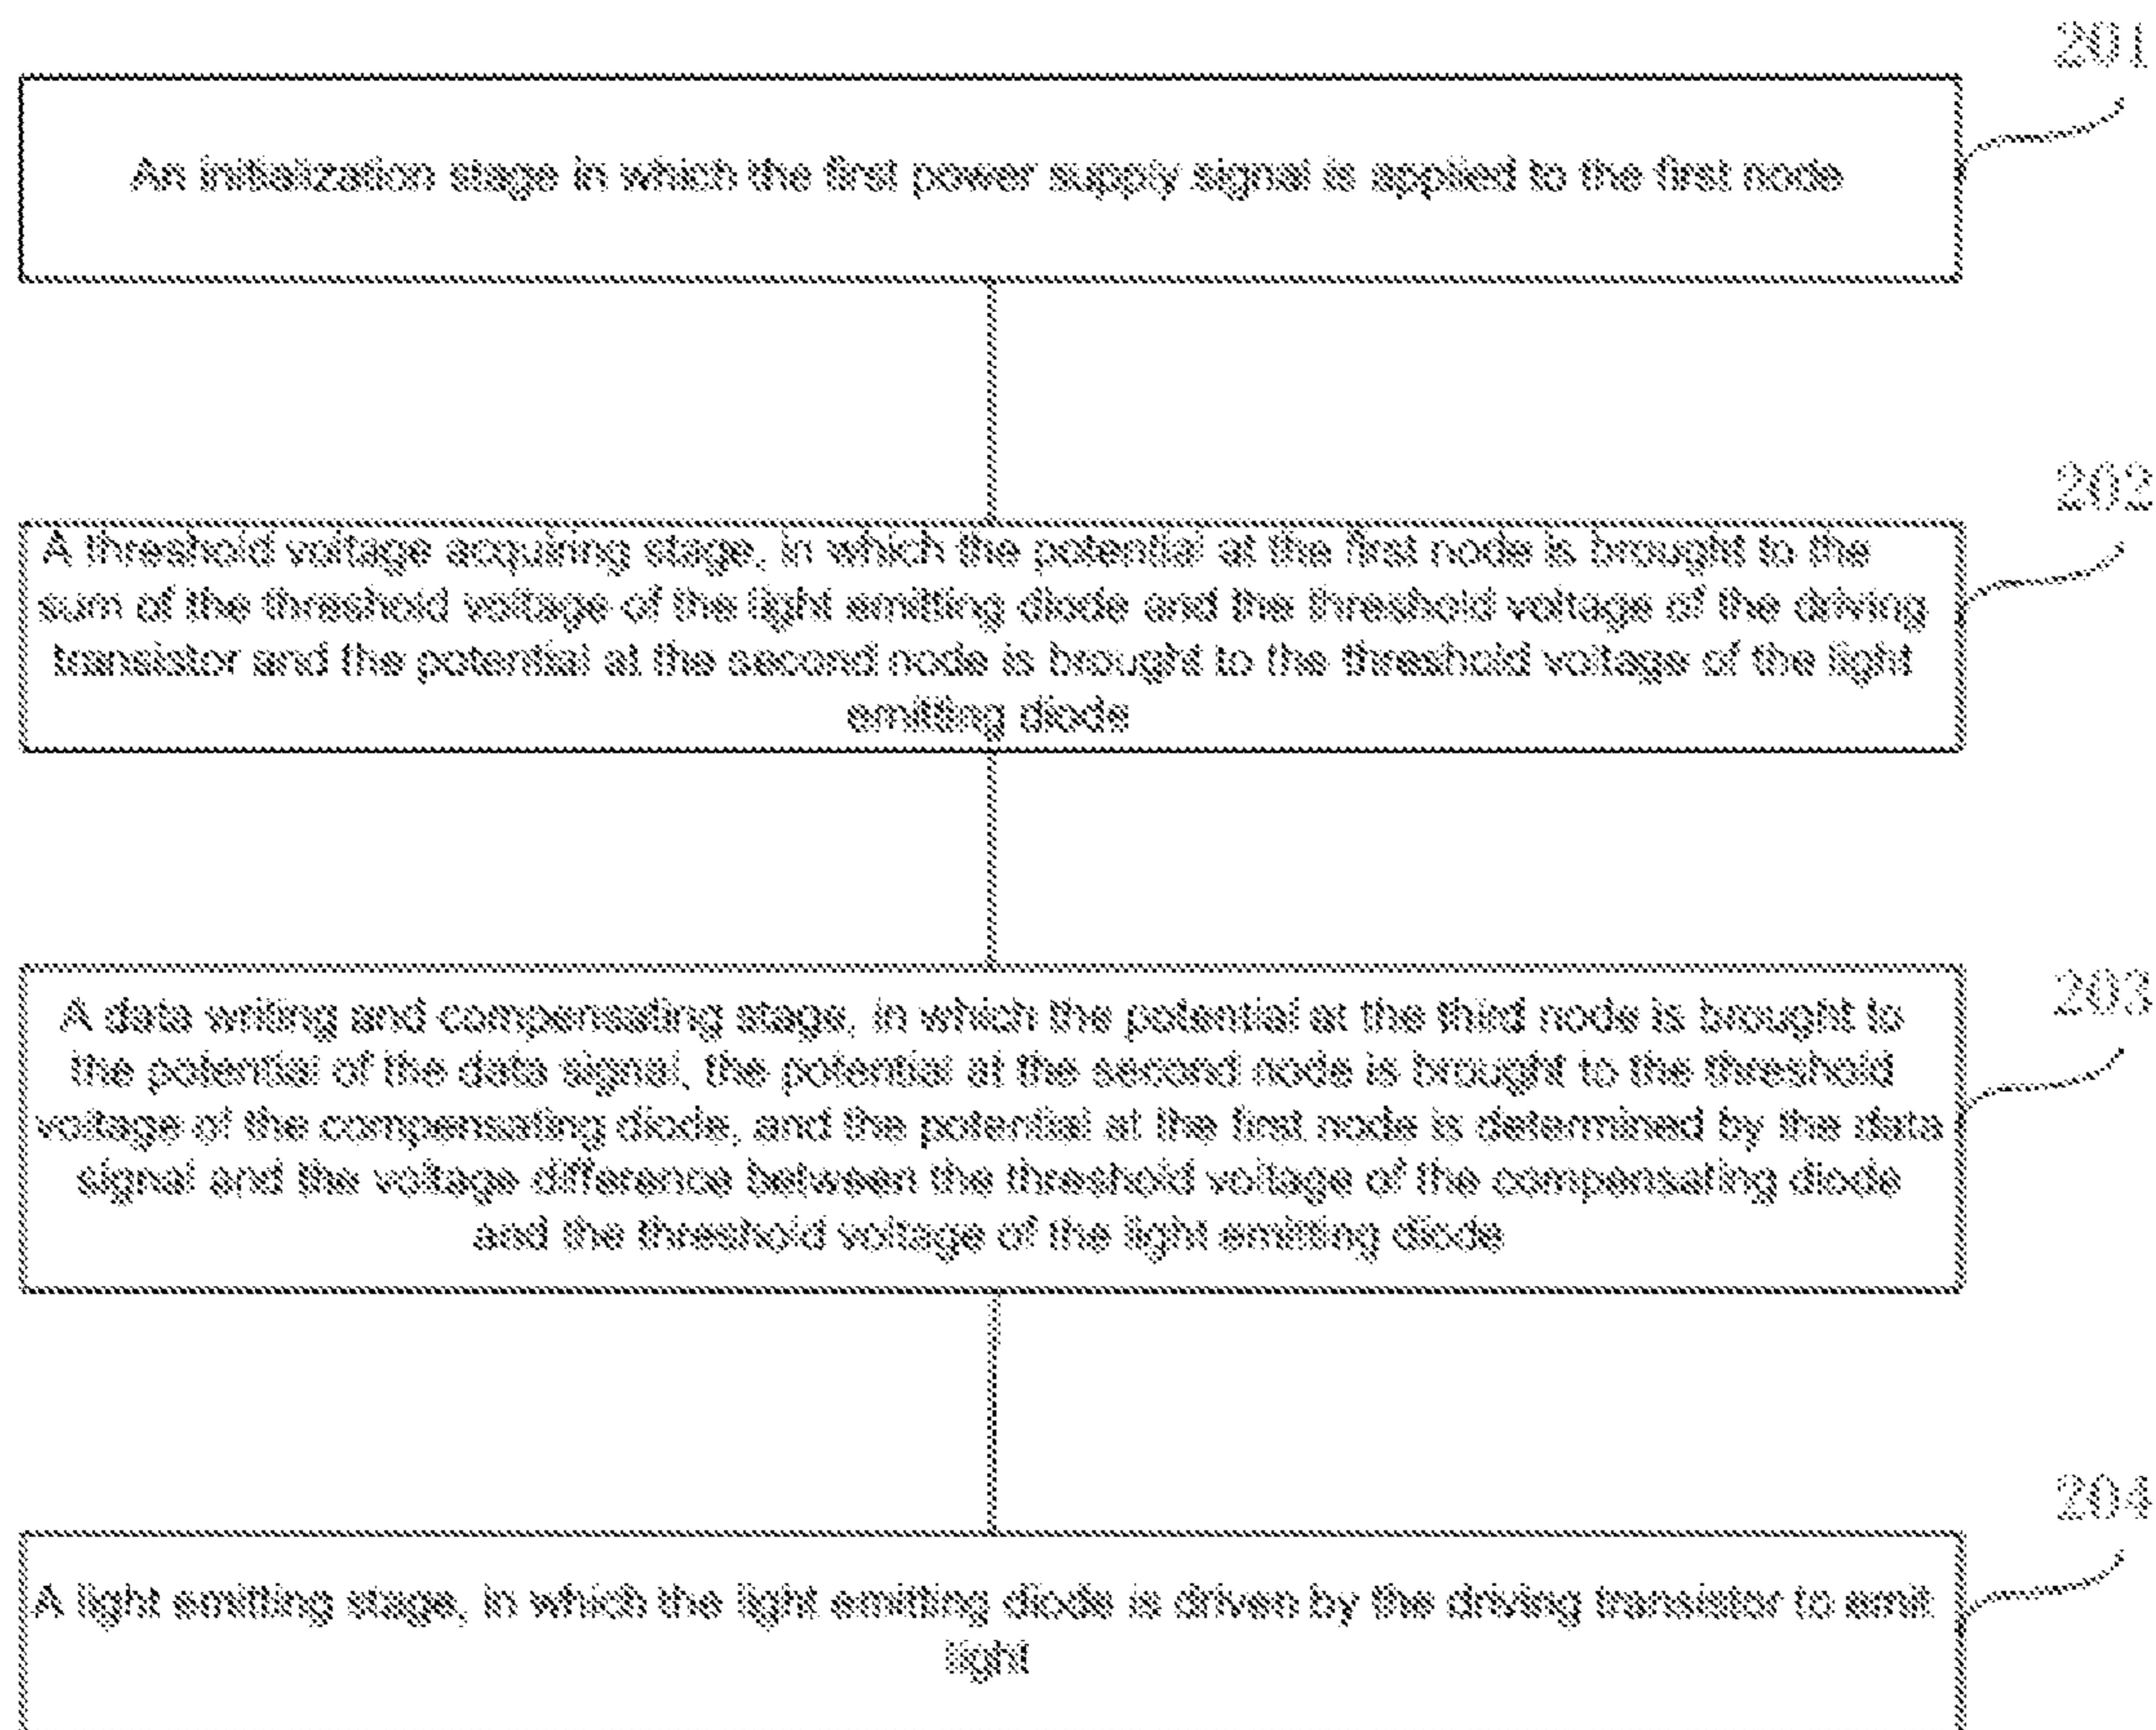 201
An initialization stage in which the first power supply signal is applied to the first node
202
A threshold voltage acquiring stage, in which the potential at the first node is brought to the
sum of the threshold voltage of the light emitting diode and the threshold voltage of the driving
transistor and the potential at the second node is brought to the threshold voltage of the light
emitting diode
203
A data writing and compensating stage, in which the potential at the third node is brought to
the potential of the data signal, the potential at the second node is brought to the threshold
voltage of the compensating diode, and the potential at the first node is determined by the data
signal and the voltage difference between the threshold voltage of the compensating diode
and the threshold voltage of the light emitting diode
204
A light emitting stage, in which the light emitting diode is driven by the driving transistor to emit
light